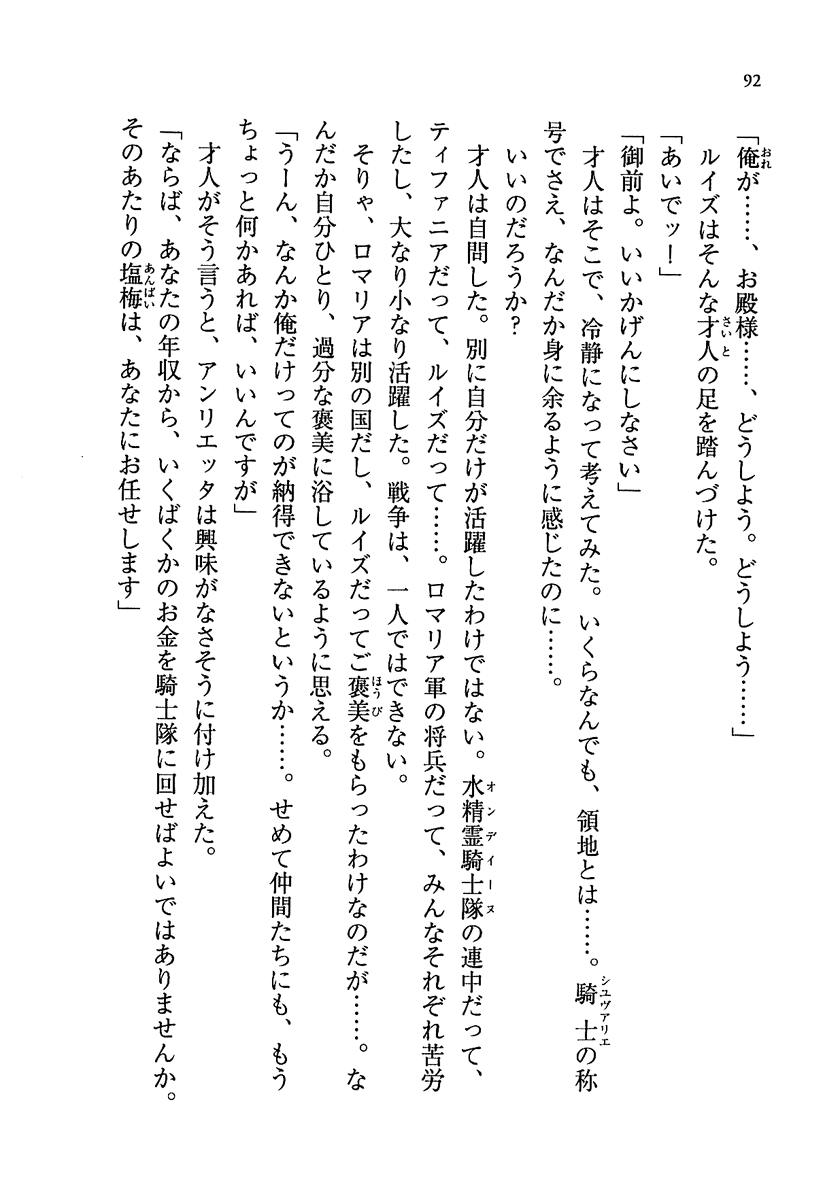 92
「俺が……、お殿様……、どうしよう。どうしよう……」
ルイズはそんな才人の足を踏んづけた。
「あいでッー」
「御前よ。いいかげんにしなさい」
才人はそこで、冷静になって考えてみた。いくらなんでも、領地とは……。騎士の称
号でさえ、なんだか身に余るように感じたのに……。
いいのだろうか？
才人は自問した。別に自分だけが活躍したわけではない。水精霊騎士隊の連中だって、
ティファニアだって、ルイズだって……。ロマリア軍の将兵だって、みんなそれぞれ苦労
したし、大なり小なり活躍した。戦争は、一人ではできない。
そりゃ、ロマリアは別の国だし、ルイズだってご褒美をもらったわけなのだが……。な
んだか自分ひとり、過分な褒美に浴しているように思える。
「うーん、なんか俺だけってのが納得できないというか……。せめて仲間たちにも、もう
ちょっと何かあれば、いいんですが」
才人がそう言うと、アンリエッタは興味がなさそうに付け加えた。
「ならば、あなたの年収から、いくばくかのお金を騎士隊に回せばよいではありませんか。
そのあたりの塩梅は、あなたにお任せします」